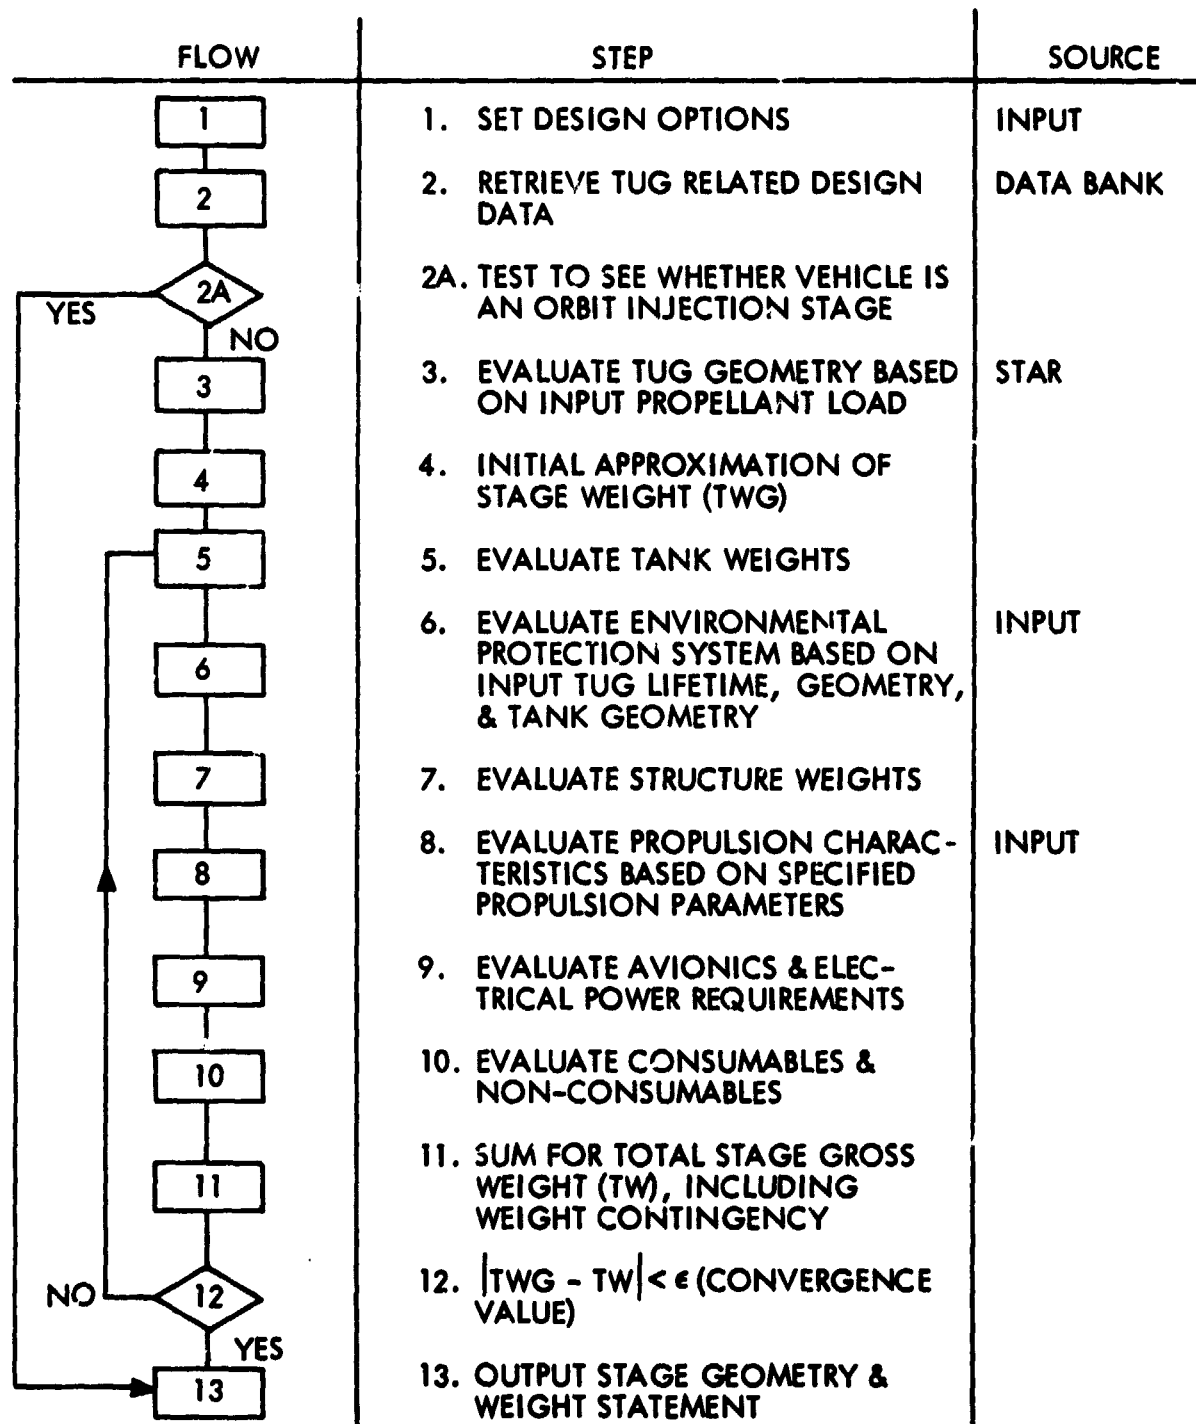 FLOW STEP SOURCE
1 1. SET DESIGN OPTIONS INPUT
2 2. RETRIEVE TUG RELATED DESIGN DATA BANK
DATA
2A 2A. TEST TO SEE WHETHER VEHICLE IS
YES AN ORBIT INJECTION STAGE
NO
3 3. EVALUATE TUG GEOMETRY BASED STAR
ON INPUT PROPELLANT LOAD
4 4. INITIAL APPROXIMATION OF
STAGE WEIGHT (TWG)
5 5. EVALUATE TANK WEIGHTS
6. EVALUATE ENVIRONMENTAL INPUT
PROTECTION SYSTEM BASED ON
6 INPUT TUG LIFETIME, GEOMETRY,
& TANK GEOMETRY
7 7. EVALUATE STRUCTURE WEIGHTS
8. EVALUATE PROPULSION CHARAC- INPUT
8 TERISTICS BASED ON SPECIFIED
PROPULSION PARAMETERS
9 9. EVALUATE AVIONICS & ELEC-
TRICAL POWER REQUIREMENTS
10 10. EVALUATE CONSUMABLES &
NON-CONSUMABLES
11. SUM FOR TOTAL STAGE GROSS
11 WEIGHT (TW), INCLUDING
WEIGHT CONTINGENCY
NO 12 12. |TWG - TW| < ϵ (CONVERGENCE
VALUE)
YES
13 13. OUTPUT STAGE GEOMETRY &
WEIGHT STATEMENT